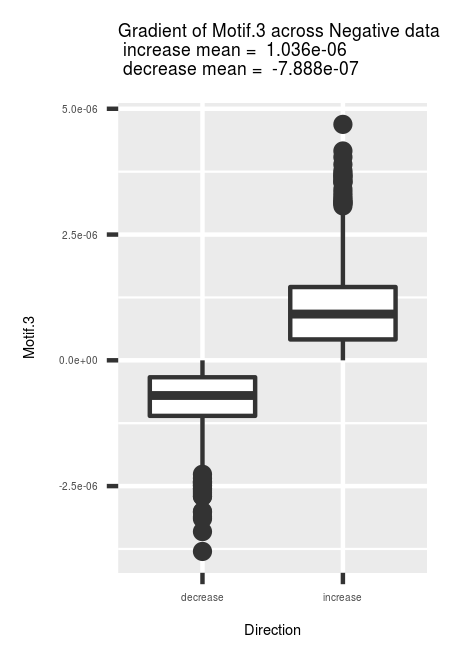 Gradient of Motif.3 across Negative data
increase mean =  1.036e-06
decrease mean =  -7.888e-07
5.0e-06
2.5e-06
0.0e+00
-2.5e-06
Motif.3
decrease
increase
Direction